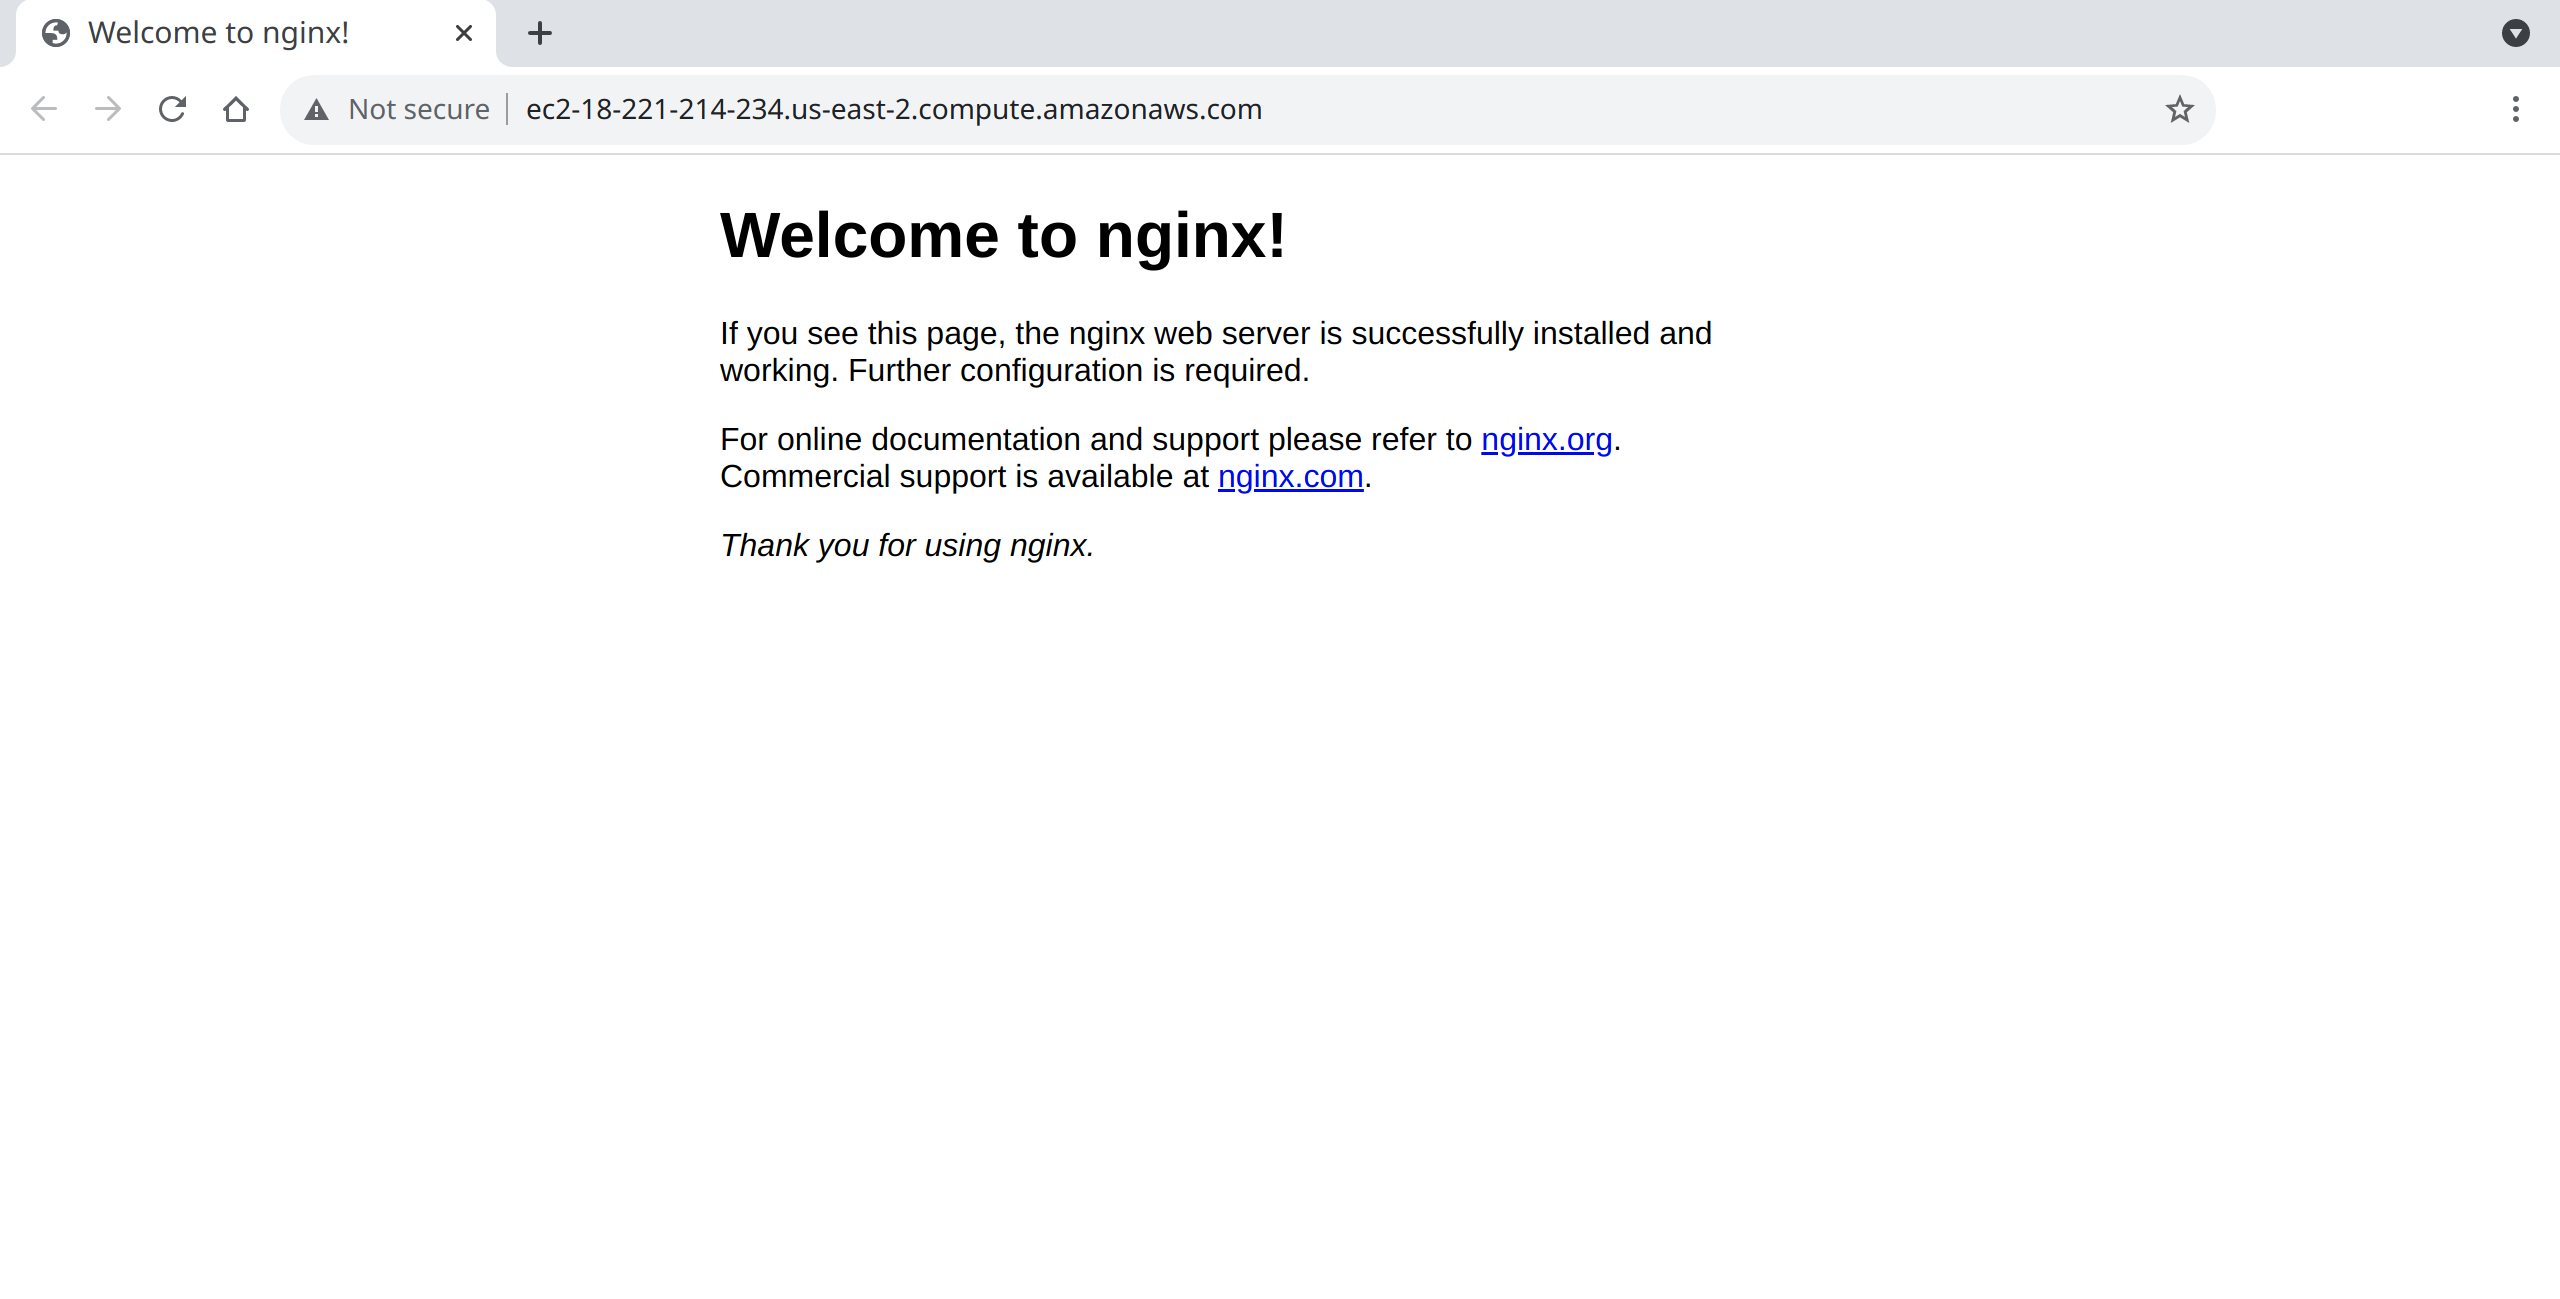 Welcome to nginx!
Not secure
ec2-18-221-214-234.us-east-2.compute.amazonaws.com
Welcome to nginx!
If you see this page, the nginx web server is successfully installed and
working. Further configuration is required.
For online documentation and support please refer to nginx.org.
Commercial support is available at nginx.com.
Thank you for using nginx.